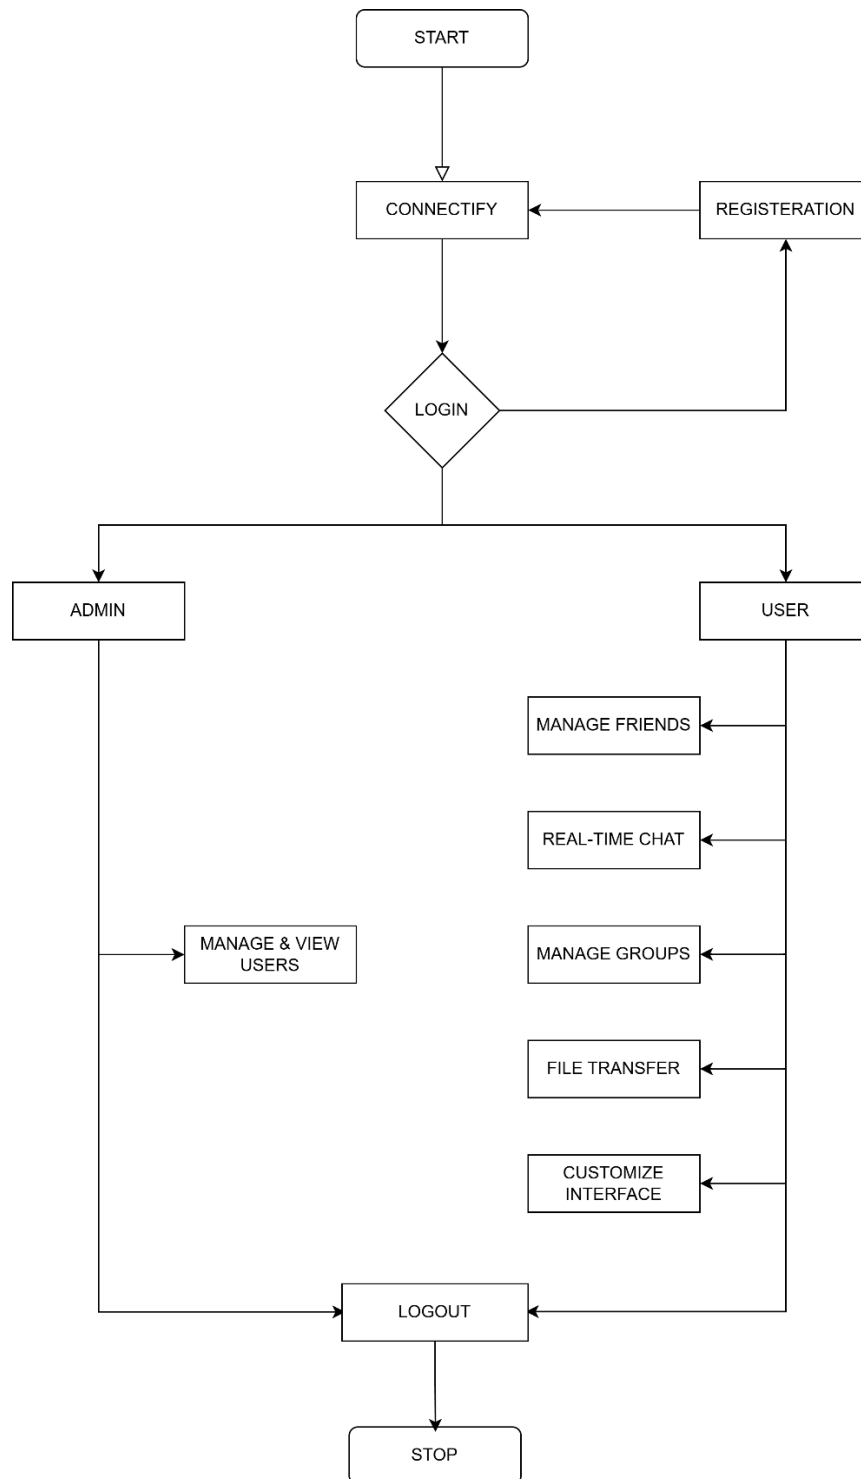 START
CONNECTIFY
REGISTERATION
LOGIN
ADMIN
USER
MANAGE FRIENDS
REAL-TIME CHAT
MANAGE & VIEW
USERS
MANAGE GROUPS
FILE TRANSFER
CUSTOMIZE
INTERFACE
LOGOUT
STOP